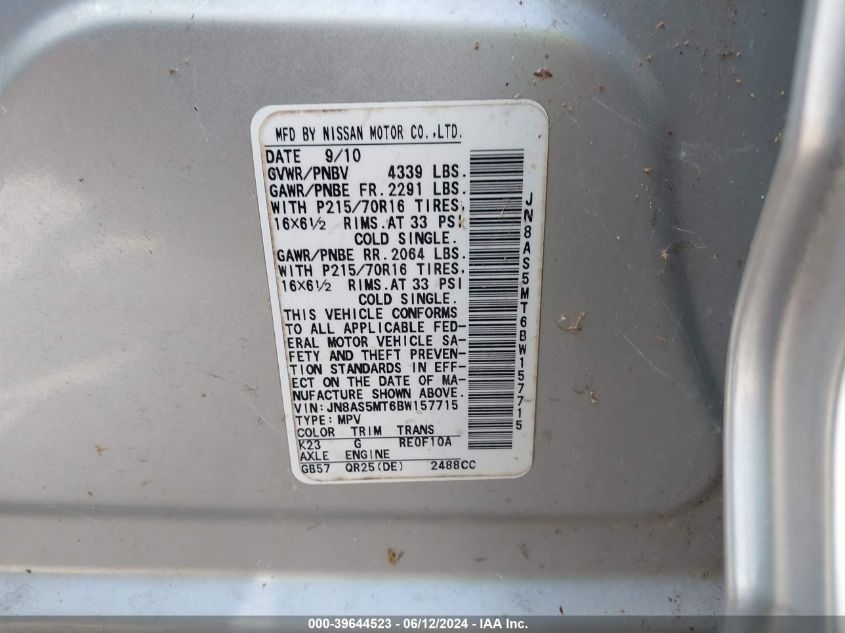 MFD BY NISSAN MOTOR CO.,LTD.
DATE 9/10
GVWR/PNBV 4339 LBS.
GAWR/PNBE FR. 2291 LBS.
WITH P215/70R16 TIRES,
16X6½ RIMS. AT 33 PSI
COLD SINGLE.
GAWR/PNBE RR. 2064 LBS.
WITH P215/70R16 TIRES,
16X6½ RIMS. AT 33 PSI
COLD SINGLE.
THIS VEHICLE CONFORMS
TO ALL APPLICABLE FED-
ERAL MOTOR VEHICLE SA-
FETY AND THEFT PREVEN-
TION STANDARDS IN EFF-
ECT ON THE DATE OF MA-
NUFACTURE SHOWN ABOVE.
VIN: JN8AS5MT6BW157715
TYPE: MPV
COLOR TRIM TRANS
K23 G RE0F10A
AXLE ENGINE
GB57 QR25(DE) 2488CC
JN8AS5MT6BW157715
000-39644523 - 06/12/2024 - IAA Inc.